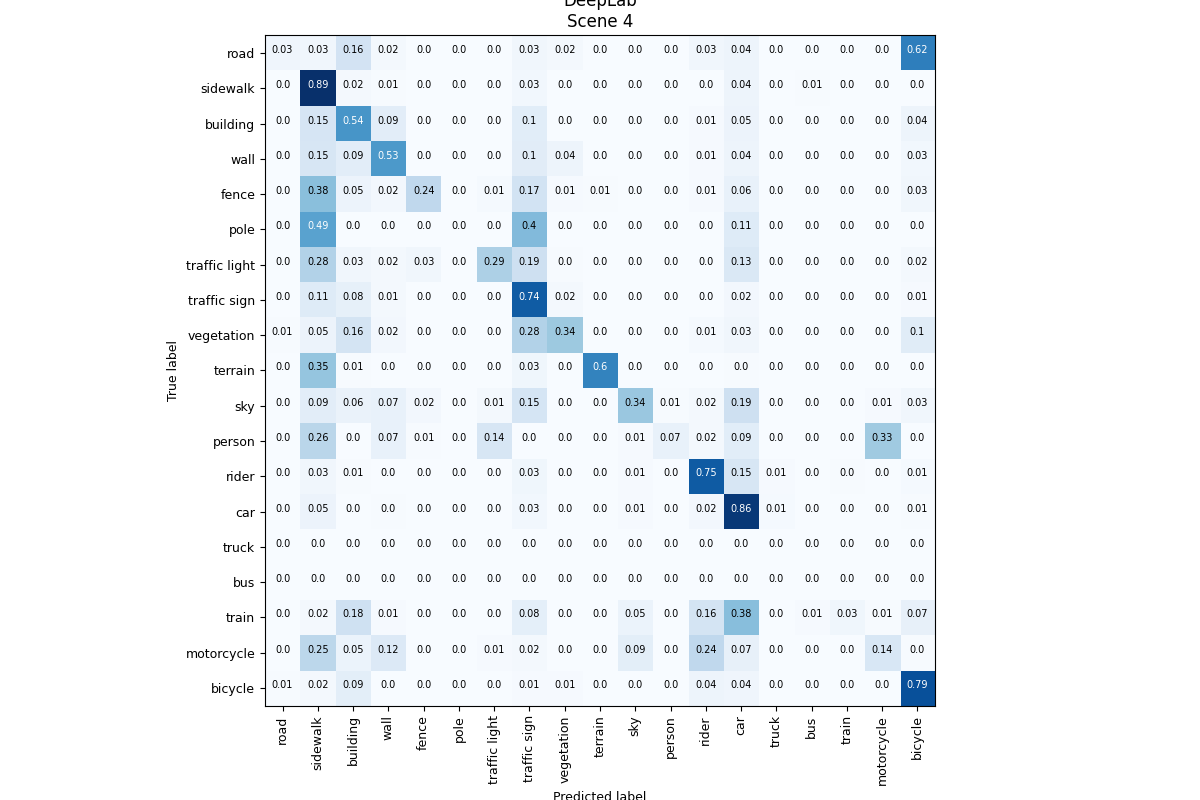 DeepLab
Scene 4
road 0.03 0.03 0.16 0.02 0.0 0.0 0.0 0.03 0.02 0.0 0.0 0.0 0.03 0.04 0.0 0.0 0.0 0.0 0.62
sidewalk 0.0 0.89 0.02 0.01 0.0 0.0 0.0 0.03 0.0 0.0 0.0 0.0 0.0 0.04 0.0 0.01 0.0 0.0 0.0
building 0.0 0.15 0.54 0.09 0.0 0.0 0.0 0.1 0.0 0.0 0.0 0.0 0.01 0.05 0.0 0.0 0.0 0.0 0.04
wall 0.0 0.15 0.09 0.53 0.0 0.0 0.0 0.1 0.04 0.0 0.0 0.0 0.01 0.04 0.0 0.0 0.0 0.0 0.03
fence 0.0 0.38 0.05 0.02 0.24 0.0 0.01 0.17 0.01 0.01 0.0 0.0 0.01 0.06 0.0 0.0 0.0 0.0 0.03
pole 0.0 0.49 0.0 0.0 0.0 0.0 0.0 0.4 0.0 0.0 0.0 0.0 0.0 0.11 0.0 0.0 0.0 0.0 0.0
traffic light 0.0 0.28 0.03 0.02 0.03 0.0 0.29 0.19 0.0 0.0 0.0 0.0 0.0 0.13 0.0 0.0 0.0 0.0 0.02
traffic sign 0.0 0.11 0.08 0.01 0.0 0.0 0.0 0.74 0.02 0.0 0.0 0.0 0.0 0.02 0.0 0.0 0.0 0.0 0.01
vegetation 0.01 0.05 0.16 0.02 0.0 0.0 0.0 0.28 0.34 0.0 0.0 0.0 0.01 0.03 0.0 0.0 0.0 0.0 0.1
terrain 0.0 0.35 0.01 0.0 0.0 0.0 0.0 0.03 0.0 0.6 0.0 0.0 0.0 0.0 0.0 0.0 0.0 0.0 0.0
sky 0.0 0.09 0.06 0.07 0.02 0.0 0.01 0.15 0.0 0.0 0.34 0.01 0.02 0.19 0.0 0.0 0.0 0.01 0.03
person 0.0 0.26 0.0 0.07 0.01 0.0 0.14 0.0 0.0 0.0 0.01 0.07 0.02 0.09 0.0 0.0 0.0 0.33 0.0
rider 0.0 0.03 0.01 0.0 0.0 0.0 0.0 0.03 0.0 0.0 0.01 0.0 0.75 0.15 0.01 0.0 0.0 0.0 0.01
car 0.0 0.05 0.0 0.0 0.0 0.0 0.0 0.03 0.0 0.0 0.01 0.0 0.02 0.86 0.01 0.0 0.0 0.0 0.01
truck 0.0 0.0 0.0 0.0 0.0 0.0 0.0 0.0 0.0 0.0 0.0 0.0 0.0 0.0 0.0 0.0 0.0 0.0 0.0
bus 0.0 0.0 0.0 0.0 0.0 0.0 0.0 0.0 0.0 0.0 0.0 0.0 0.0 0.0 0.0 0.0 0.0 0.0 0.0
train 0.0 0.02 0.18 0.01 0.0 0.0 0.0 0.08 0.0 0.0 0.05 0.0 0.16 0.38 0.0 0.01 0.03 0.01 0.07
motorcycle 0.0 0.25 0.05 0.12 0.0 0.0 0.01 0.02 0.0 0.0 0.09 0.0 0.24 0.07 0.0 0.0 0.0 0.14 0.0
bicycle 0.01 0.02 0.09 0.0 0.0 0.0 0.0 0.01 0.01 0.0 0.0 0.0 0.04 0.04 0.0 0.0 0.0 0.0 0.79
True label
road
sidewalk
building
wall
fence
pole
traffic light
traffic sign
vegetation
terrain
sky
person
rider
car
truck
bus
train
motorcycle
bicycle
Predicted label